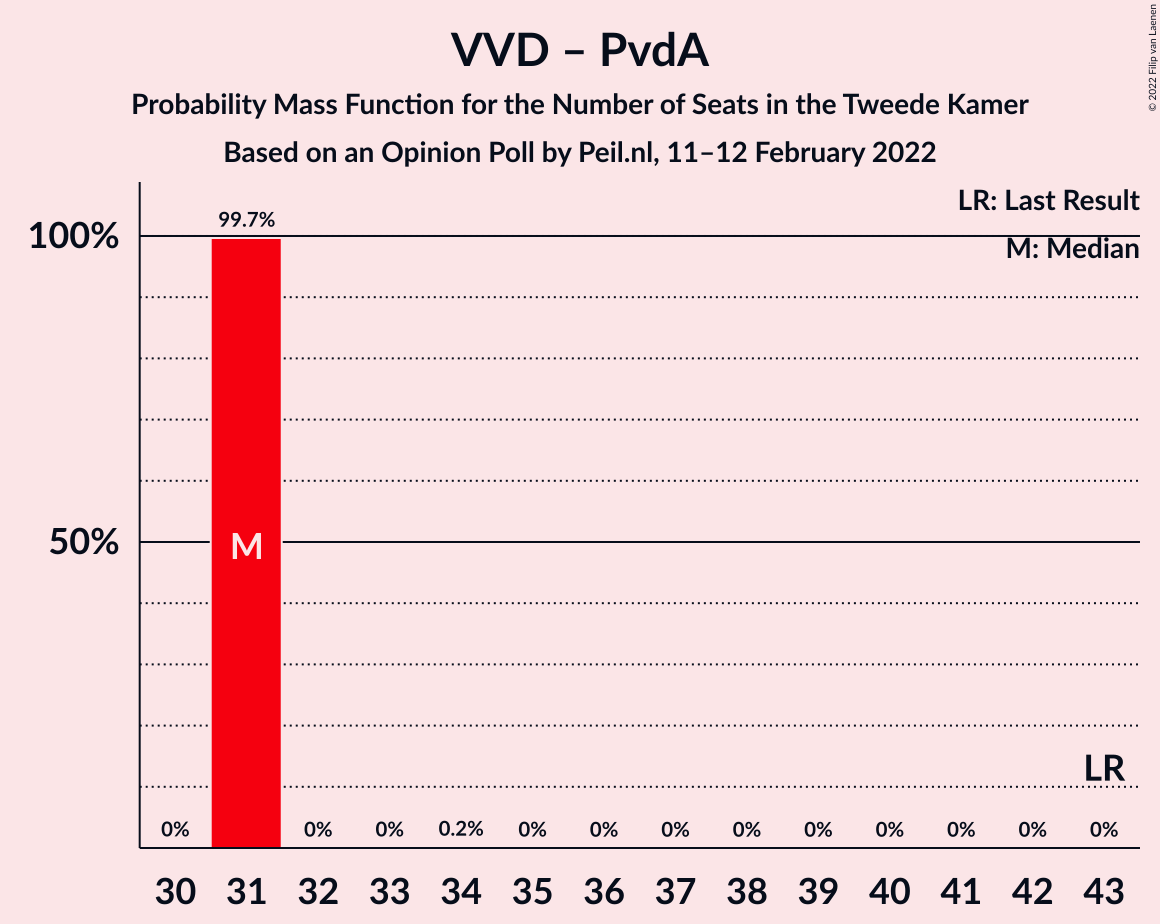 VVD – PvdA
Probability Mass Function for the Number of Seats in the Tweede Kamer
Based on an Opinion Poll by Peil.nl, 11–12 February 2022
© 2022 Filip van Laenen
LR: Last Result
M: Median
99.7%
100%
50%
M
LR
0% 0% 0% 0.2% 0% 0% 0% 0% 0% 0% 0% 0% 0%
30 31 32 33 34 35 36 37 38 39 40 41 42 43